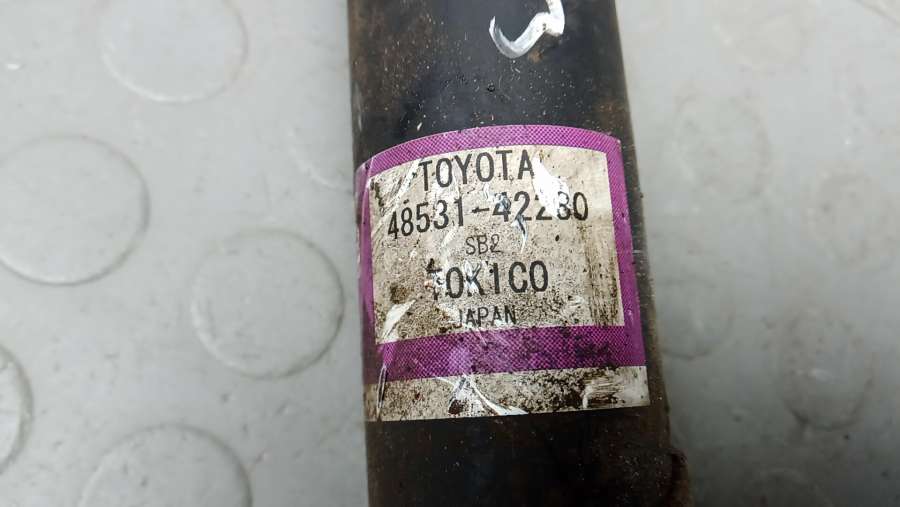 TOYOTA
48531-42280
SB2
TOKICO
JAPAN